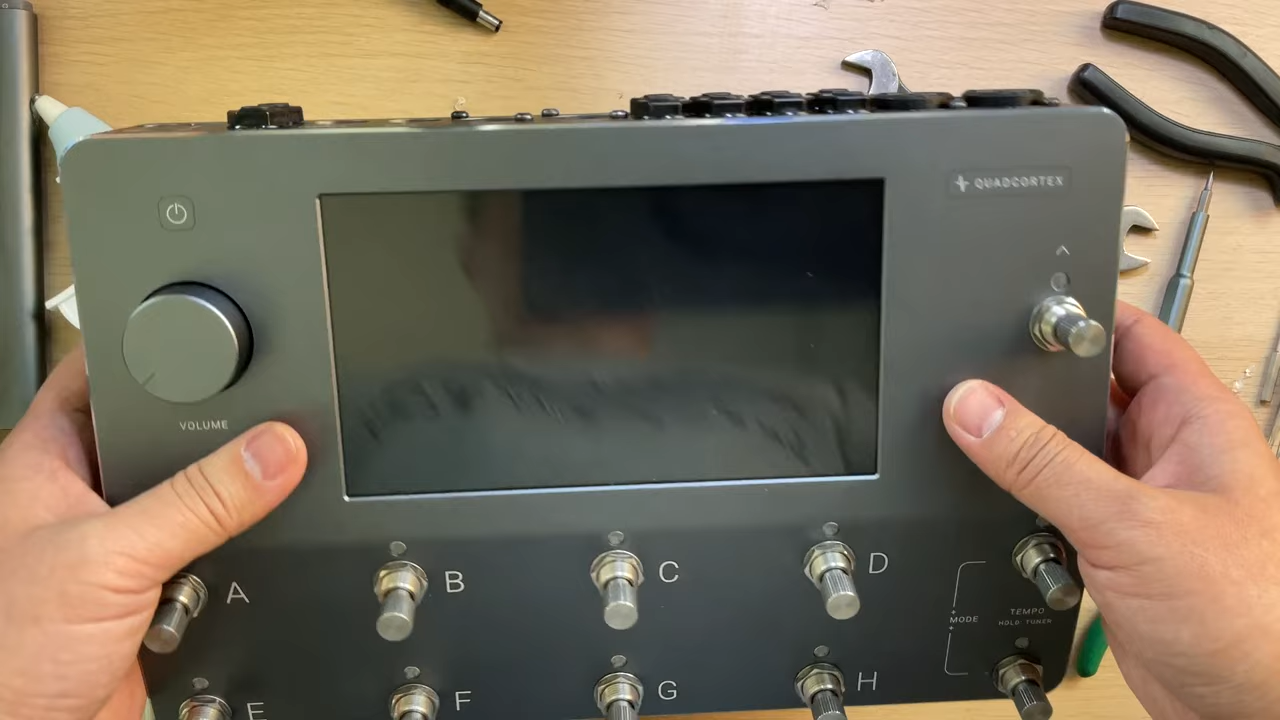 QUADCORTEX
VOLUME
A
B
C
D
MODE
TEMPO
HOLD TUNER
E
F
G
H